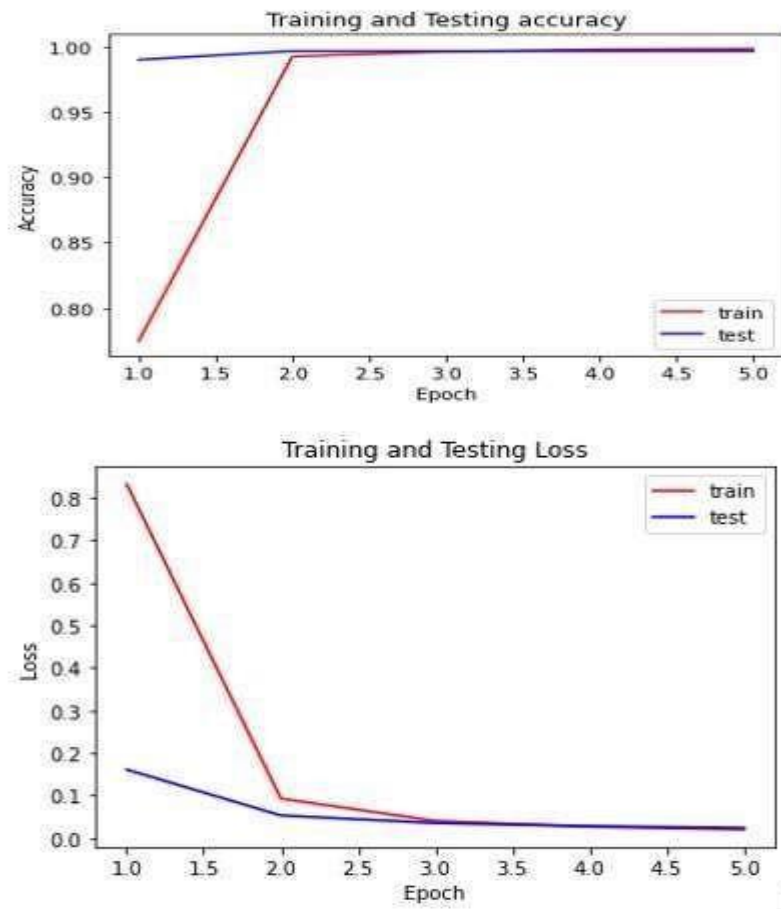 Training and Testing accuracy
1.00
0.95
0.90
0.85
0.80
Accuracy
train
test
1.0 1.5 2.0 2.5 3.0 3.5 4.0 4.5 5.0
Epoch
Training and Testing Loss
train
test
0.8
0.7
0.6
0.5
0.4
0.3
0.2
0.1
0.0
Loss
1.0 1.5 2.0 2.5 3.0 3.5 4.0 4.5 5.0
Epoch